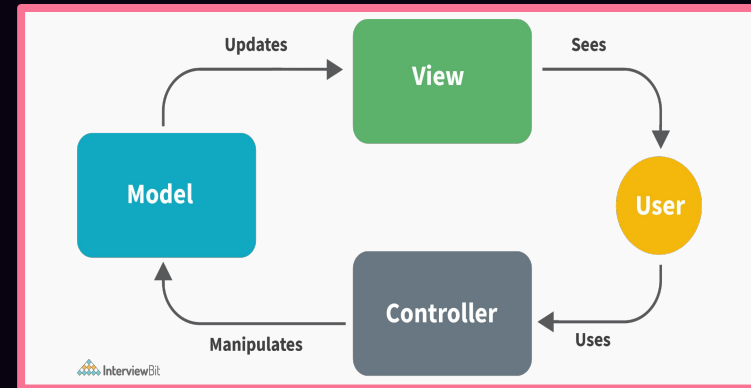 Updates
View
Sees
Model
User
Controller
Manipulates
Uses
InterviewBit